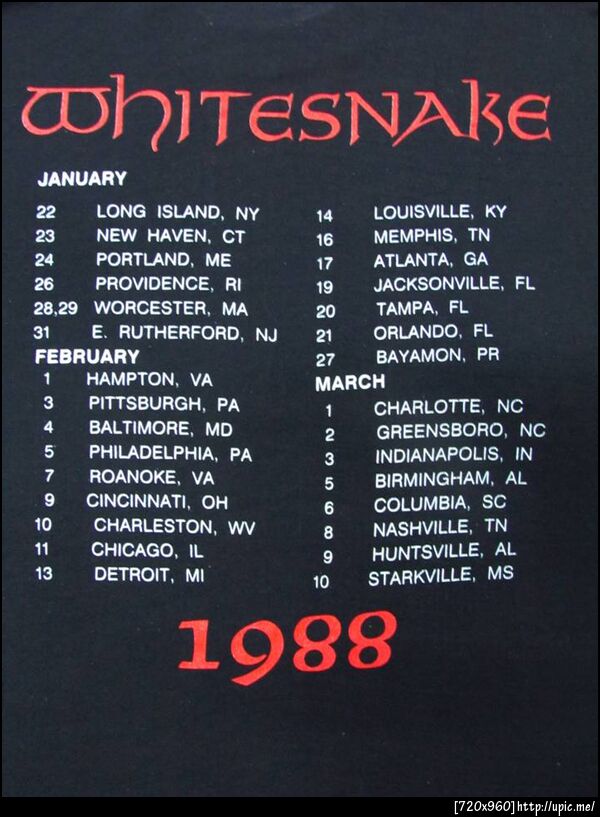 WHITESNAKE
JANUARY
22 LONG ISLAND, NY
23 NEW HAVEN, CT
24 PORTLAND, ME
26 PROVIDENCE, RI
28,29 WORCESTER, MA
31 E. RUTHERFORD, NJ
FEBRUARY
1 HAMPTON, VA
3 PITTSBURGH, PA
4 BALTIMORE, MD
5 PHILADELPHIA, PA
7 ROANOKE, VA
9 CINCINNATI, OH
10 CHARLESTON, WV
11 CHICAGO, IL
13 DETROIT, MI
14 LOUISVILLE, KY
16 MEMPHIS, TN
17 ATLANTA, GA
19 JACKSONVILLE, FL
20 TAMPA, FL
21 ORLANDO, FL
27 BAYAMON, PR
MARCH
1 CHARLOTTE, NC
2 GREENSBORO, NC
3 INDIANAPOLIS, IN
5 BIRMINGHAM, AL
6 COLUMBIA, SC
8 NASHVILLE, TN
9 HUNTSVILLE, AL
10 STARKVILLE, MS
1988
[720x960]http://upic.me/